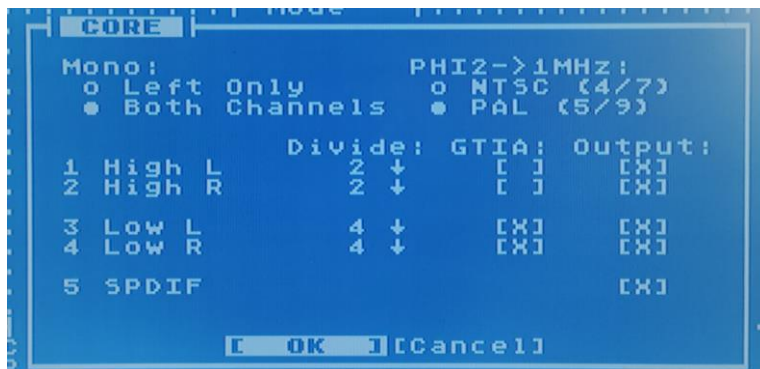 Mode
CORE
Mono: PHI2->1MHz:
o Left Only o NTSC (4/7)
● Both Channels ● PAL (5/9)
Divide: GTIA: Output:
1 High L 2 ↓ [ ] [X]
2 High R 2 ↓ [ ] [X]
3 Low L 4 ↓ [X] [X]
4 Low R 4 ↓ [X] [X]
5 SPDIF [X]
[ OK ] [Cancel]